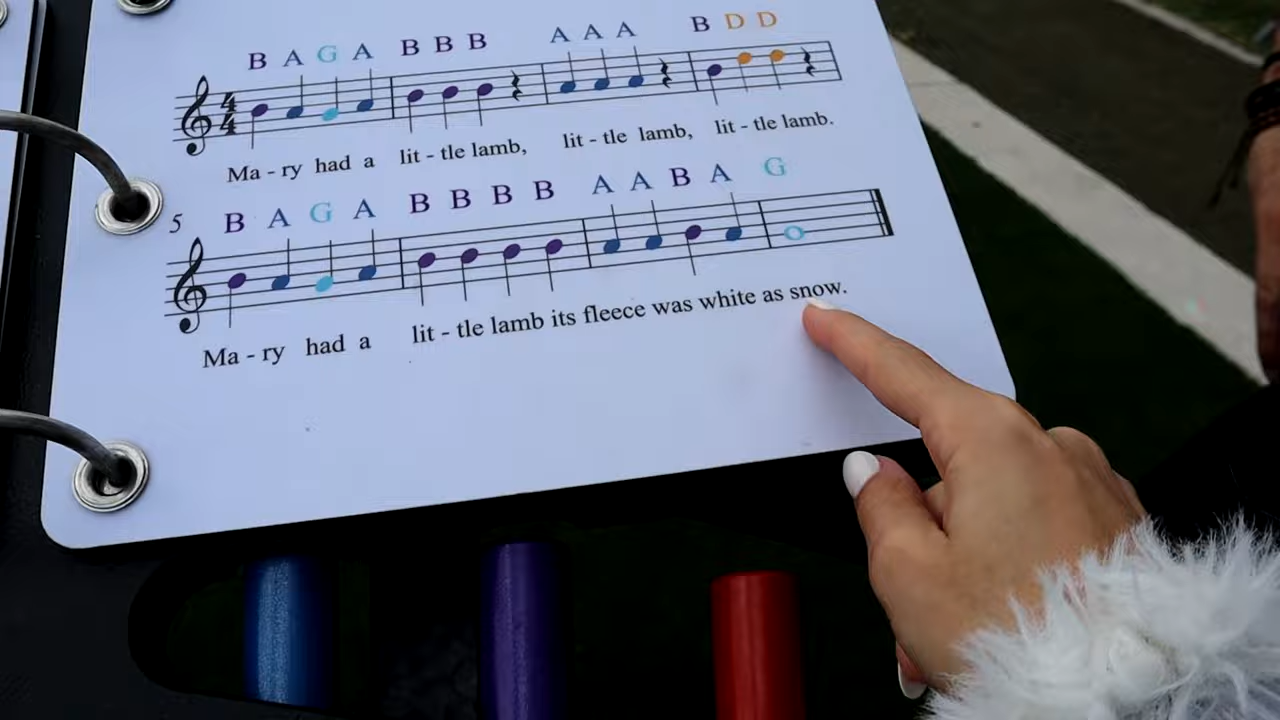 B A G A B B B A A A B D D
4 4
Ma - ry had a lit - tle lamb, lit - tle lamb, lit - tle lamb.
5 B A G A B B B B A A B A G
Ma - ry had a lit - tle lamb its fleece was white as snow.